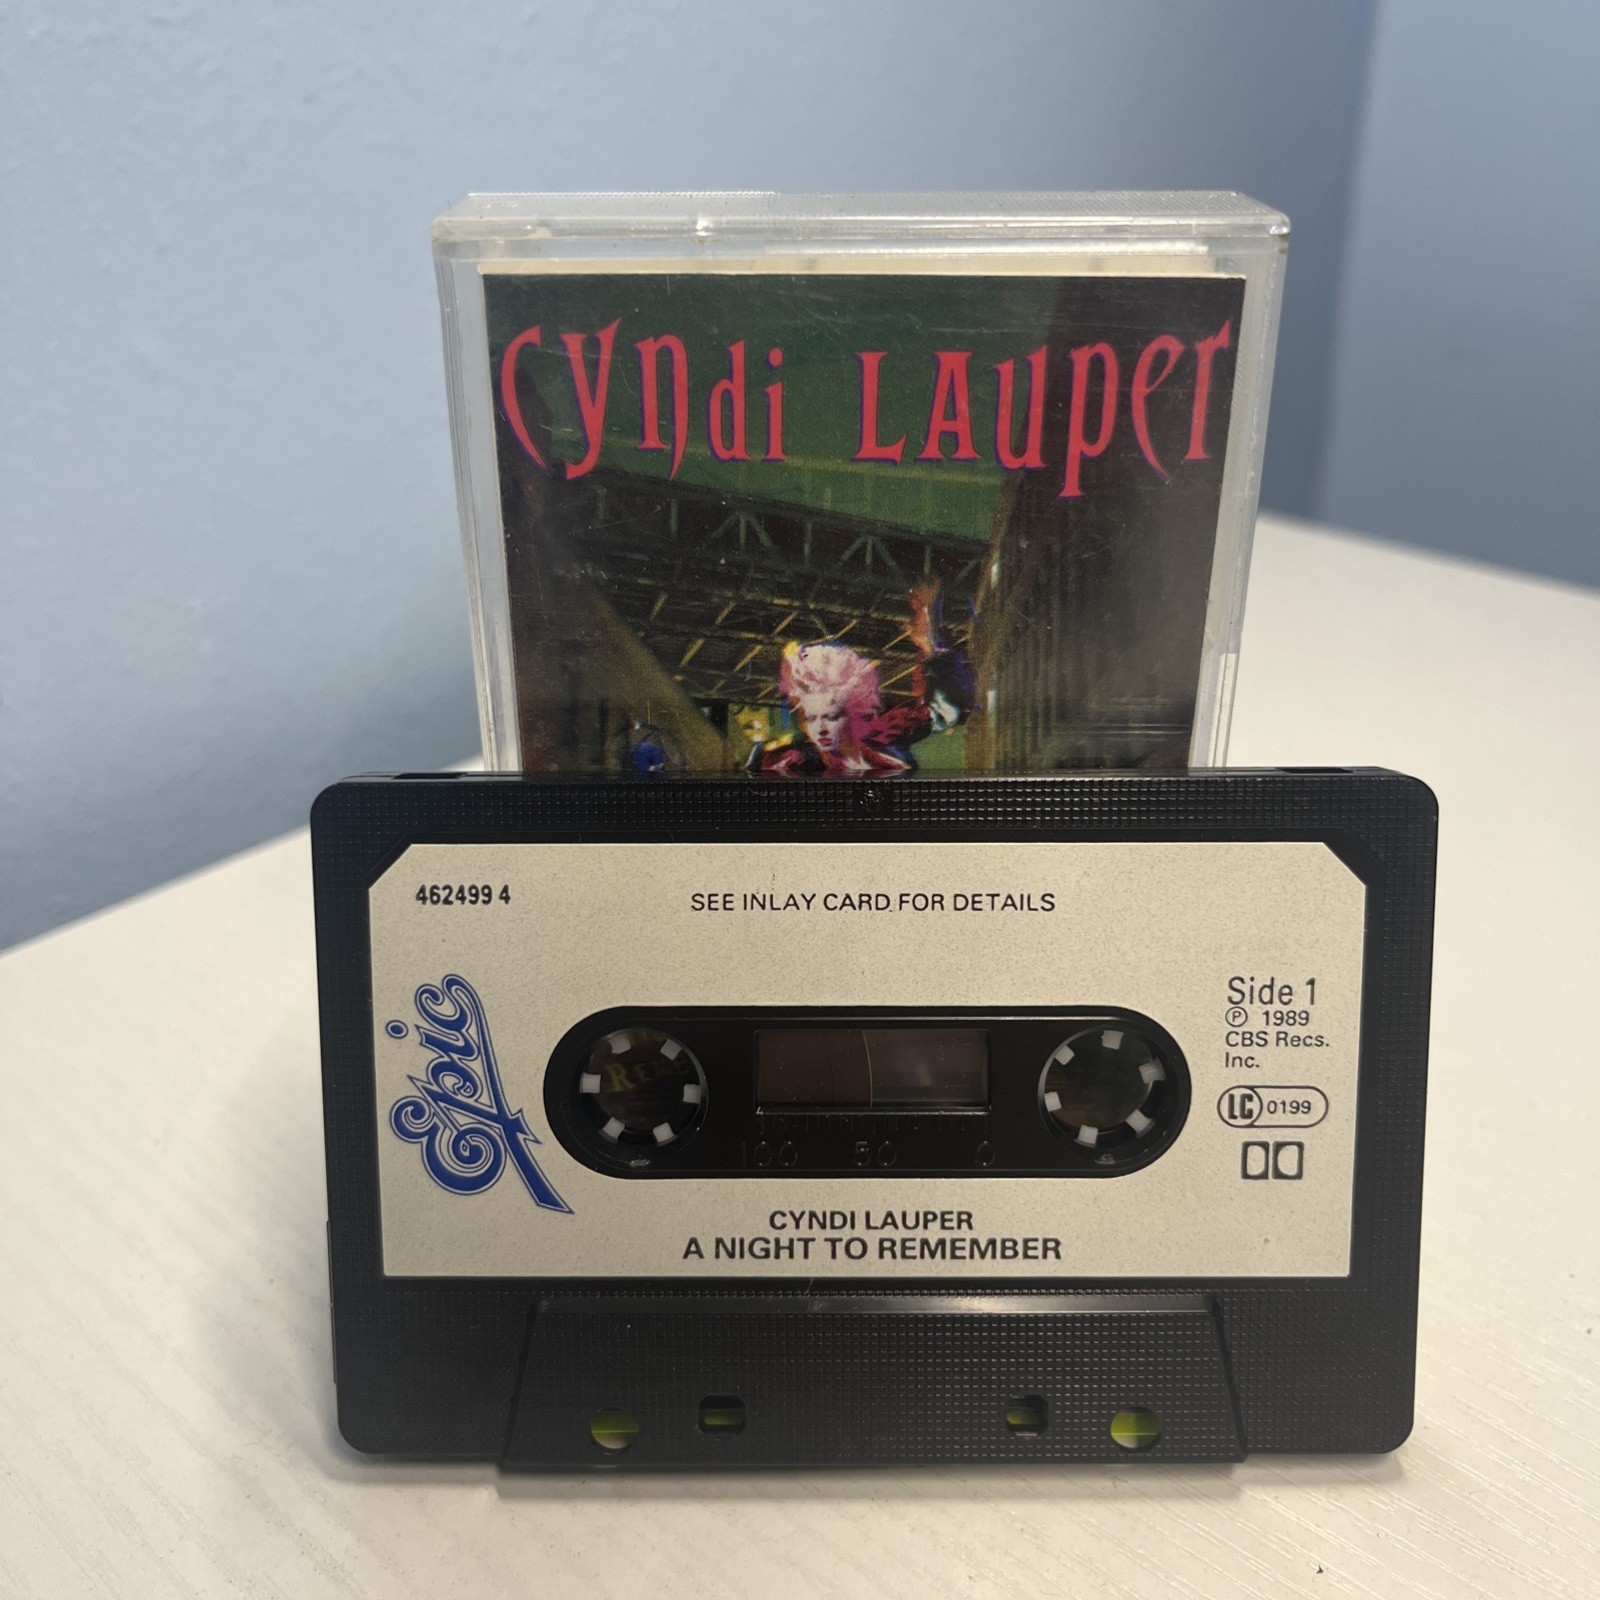 Cyndi LAuper
462499 4
SEE INLAY CARD FOR DETAILS
Epic
Side 1
℗ 1989
CBS Recs.
Inc.
LC 0199
REME
100 50 0
CYNDI LAUPER
A NIGHT TO REMEMBER